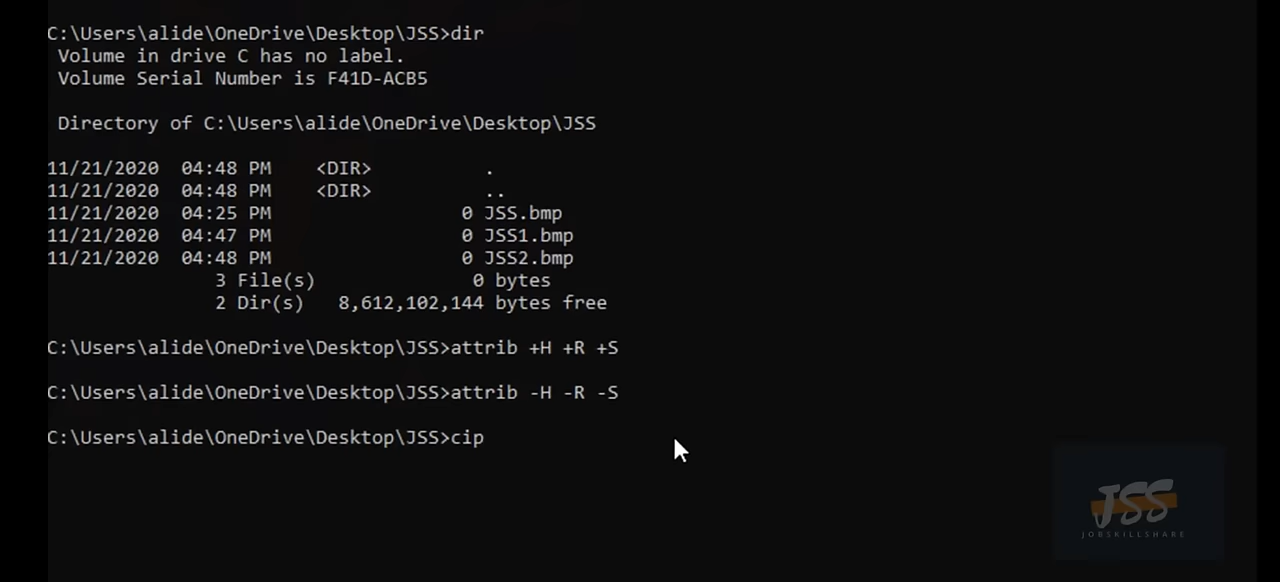 C:\Users\alide\OneDrive\Desktop\JSS>dir
Volume in drive C has no label.
Volume Serial Number is F41D-ACB5
Directory of C:\Users\alide\OneDrive\Desktop\JSS
11/21/2020  04:48 PM    <DIR>          .
11/21/2020  04:48 PM    <DIR>          ..
11/21/2020  04:25 PM                 0 JSS.bmp
11/21/2020  04:47 PM                 0 JSS1.bmp
11/21/2020  04:48 PM                 0 JSS2.bmp
3 File(s)              0 bytes
2 Dir(s)   8,612,102,144 bytes free
C:\Users\alide\OneDrive\Desktop\JSS>attrib +H +R +S
C:\Users\alide\OneDrive\Desktop\JSS>attrib -H -R -S
C:\Users\alide\OneDrive\Desktop\JSS>cip
JSS
JOBSKILLSHARE